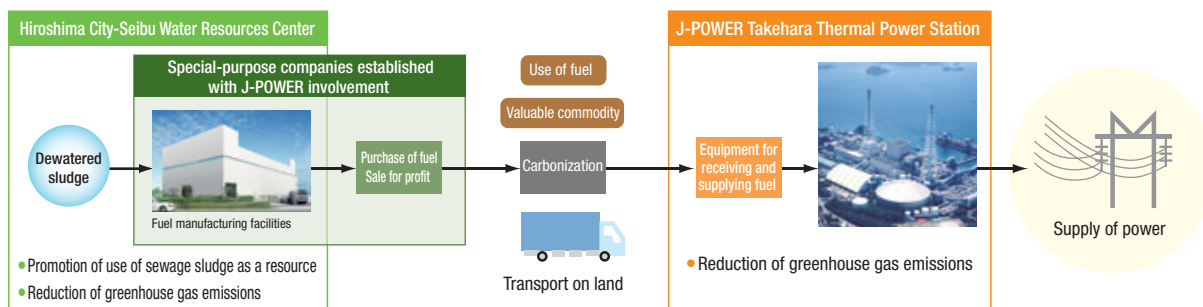 Hiroshima City-Seibu Water Resources Center
Special-purpose companies established
with J-POWER involvement
Dewatered
sludge
Fuel manufacturing facilities
Purchase of fuel
Sale for profit
Use of fuel
Valuable commodity
Carbonization
Transport on land
J-POWER Takehara Thermal Power Station
Equipment for
receiving and
supplying fuel
Supply of power
• Promotion of use of sewage sludge as a resource
• Reduction of greenhouse gas emissions
• Reduction of greenhouse gas emissions